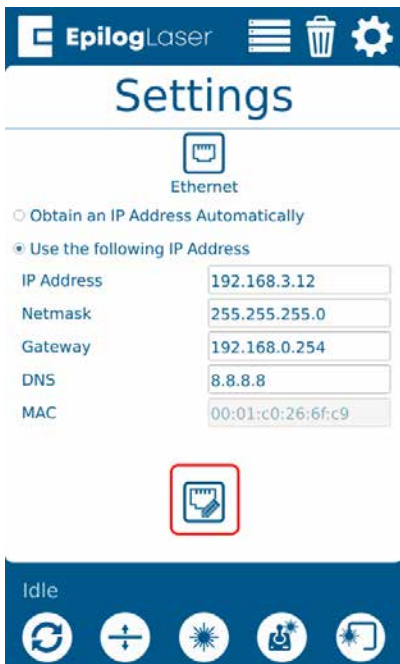 EpilogLaser
Settings
Ethernet
Obtain an IP Address Automatically
Use the following IP Address
IP Address 192.168.3.12
Netmask 255.255.255.0
Gateway 192.168.0.254
DNS 8.8.8.8
MAC 00:01:c0:26:6f:c9
Idle